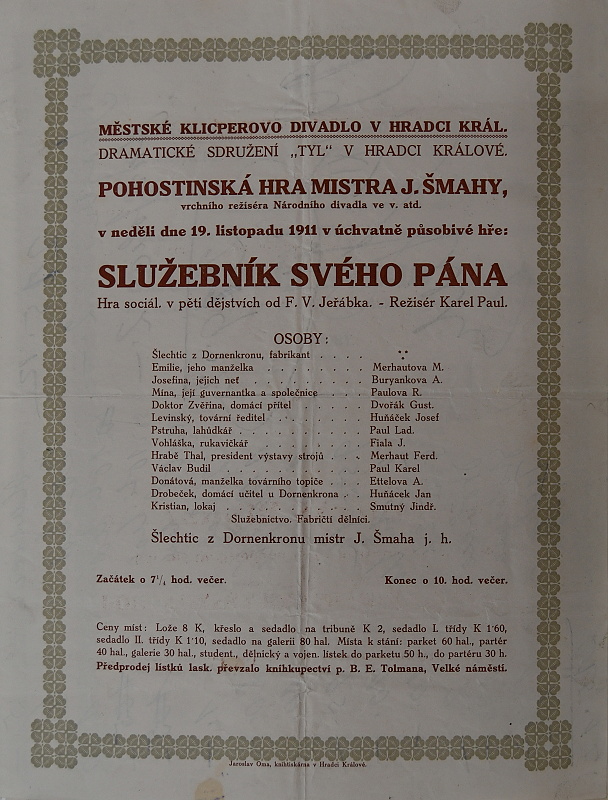 MĚSTSKÉ KLICPEROVO DIVADLO V HRADCI KRÁL.
DRAMATICKÉ SDRUŽENÍ „TYL" V HRADCI KRÁLOVÉ.
POHOSTINSKÁ HRA MISTRA J. ŠMAHY,
vrchního režiséra Národního divadla ve v. atd.
v neděli dne 19. listopadu 1911 v úchvatně působivé hře:
SLUŽEBNÍK SVÉHO PÁNA
Hra sociál. v pěti dějstvích od F. V. Jeřábka. - Režisér Karel Paul.
OSOBY:
Šlechtic z Dornenkronu, fabrikant . . . .
Emilie, jeho manželka . . . . . . . . Merhautova M.
Josefina, jejich neť . . . . . . . . . Buryankova A.
Mína, její guvernantka a společnice . . . . Paulova R.
Doktor Zvěřina, domácí přítel . . . . . Dvořák Gust.
Levinský, tovární ředitel . . . . . . . Huňáček Josef
Pstruha, lahůdkář . . . . . . . . . . Paul Lad.
Vohláška, rukavičkář . . . . . . . . . Fiala J.
Hrabě Thal, president výstavy strojů . . . Merhaut Ferd.
Václav Budil . . . . . . . . . . . Paul Karel
Donátová, manželka továrního topiče . . . Ettelova A.
Drobeček, domácí učitel u Dornenkrona . . Huňácek Jan
Kristian, lokaj . . . . . . . . . . . Smutný Jindř.
Služebnictvo. Fabričtí dělníci.
Šlechtic z Dornenkronu mistr J. Šmaha j. h.
Začátek o 7¼ hod. večer. Konec o 10. hod. večer.
Ceny míst: Lože 8 K, křeslo a sedadlo na tribuně K 2, sedadlo I. třídy K 1·60,
sedadlo II. třídy K 1·10, sedadlo na galerii 80 hal. Místa k stání: parket 60 hal., partér
40 hal., galerie 30 hal., student., dělnický a vojen. lístek do parketu 50 h., do partéru 30 h.
Předprodej lístků lask. převzalo knihkupectví p. B. E. Tolmana, Velké náměstí.
Jaroslav Oma, knihtiskárna v Hradci Králové.